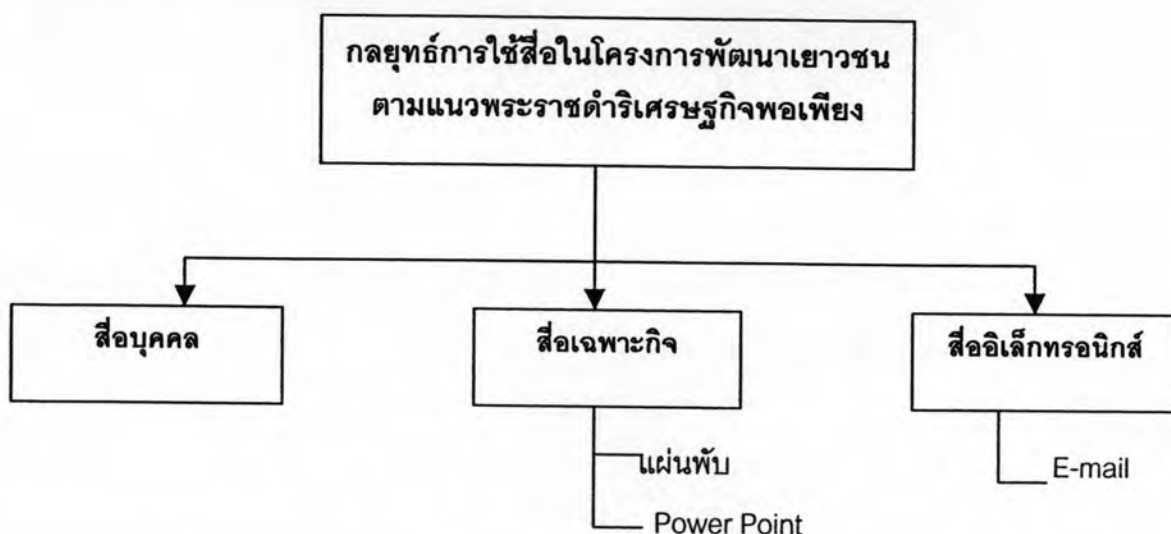 กลยุทธ์การใช้สื่อในโครงการพัฒนาเยาวชน
ตามแนวพระราชดำริเศรษฐกิจพอเพียง
สื่อบุคคล
สื่อเฉพาะกิจ
สื่ออิเล็กทรอนิกส์
แผ่นพับ
E-mail
Power Point